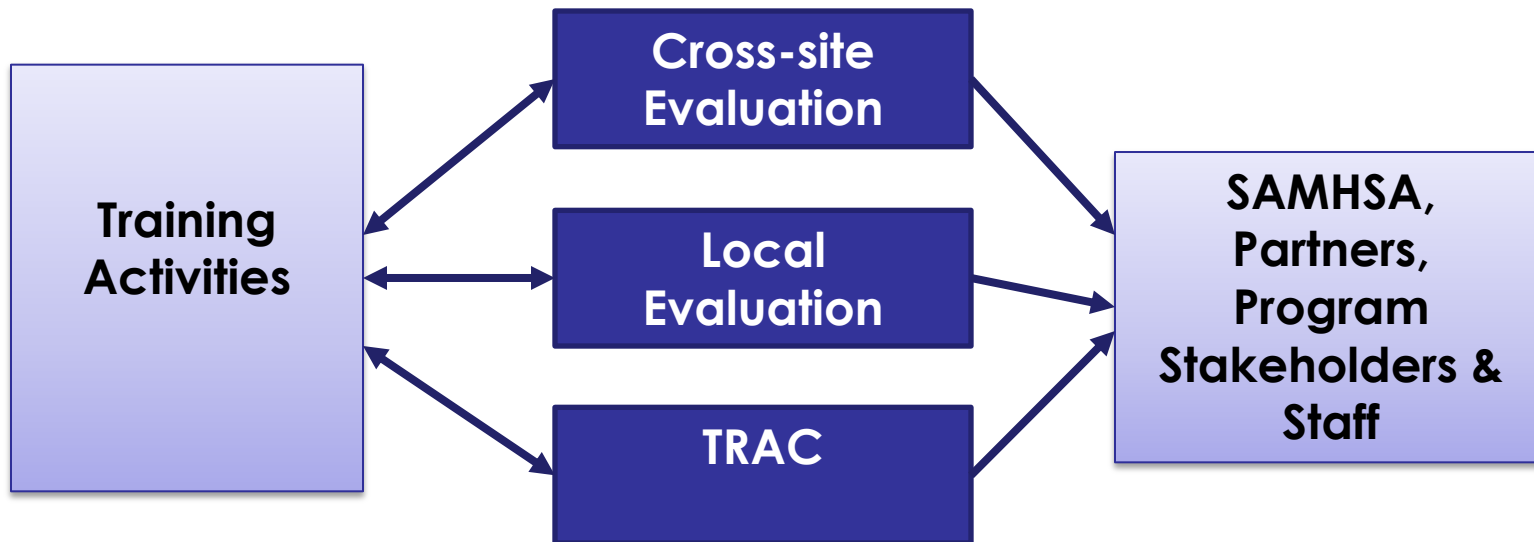 Training
Activities
Cross-site
Evaluation
Local
Evaluation
TRAC
SAMHSA,
Partners,
Program
Stakeholders &
Staff